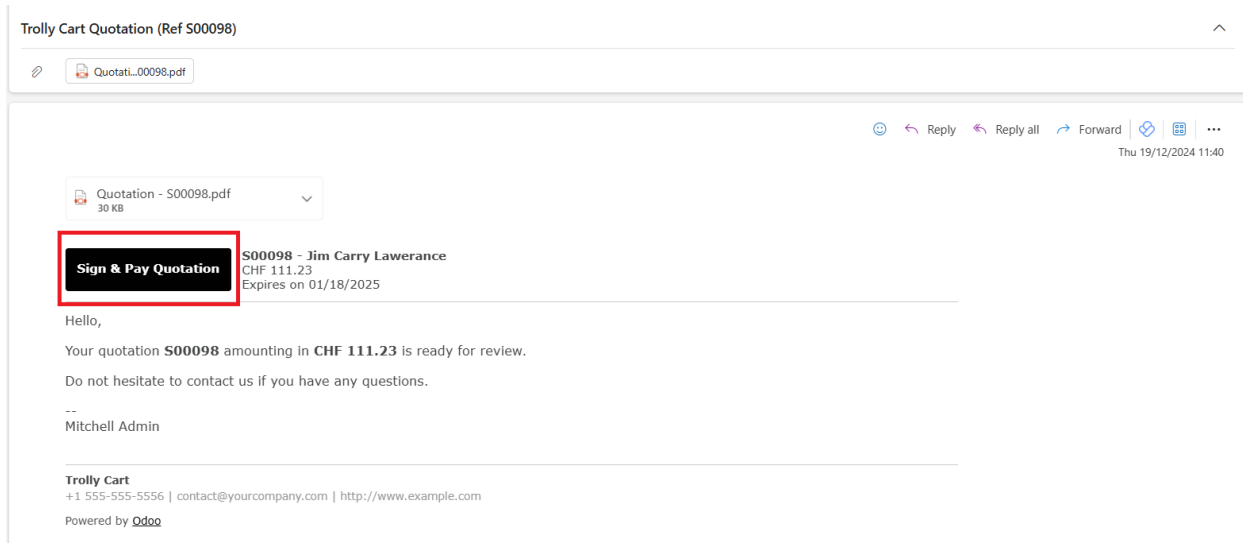 Trolly Cart Quotation (Ref S00098)
Quotati...00098.pdf
Reply
Reply all
Forward
Thu 19/12/2024 11:40
Quotation - S00098.pdf
30 KB
Sign & Pay Quotation
S00098 - Jim Carry Lawerance
CHF 111.23
Expires on 01/18/2025
Hello,
Your quotation S00098 amounting in CHF 111.23 is ready for review.
Do not hesitate to contact us if you have any questions.
--
Mitchell Admin
Trolly Cart
+1 555-555-5556 | contact@yourcompany.com | http://www.example.com
Powered by Odoo